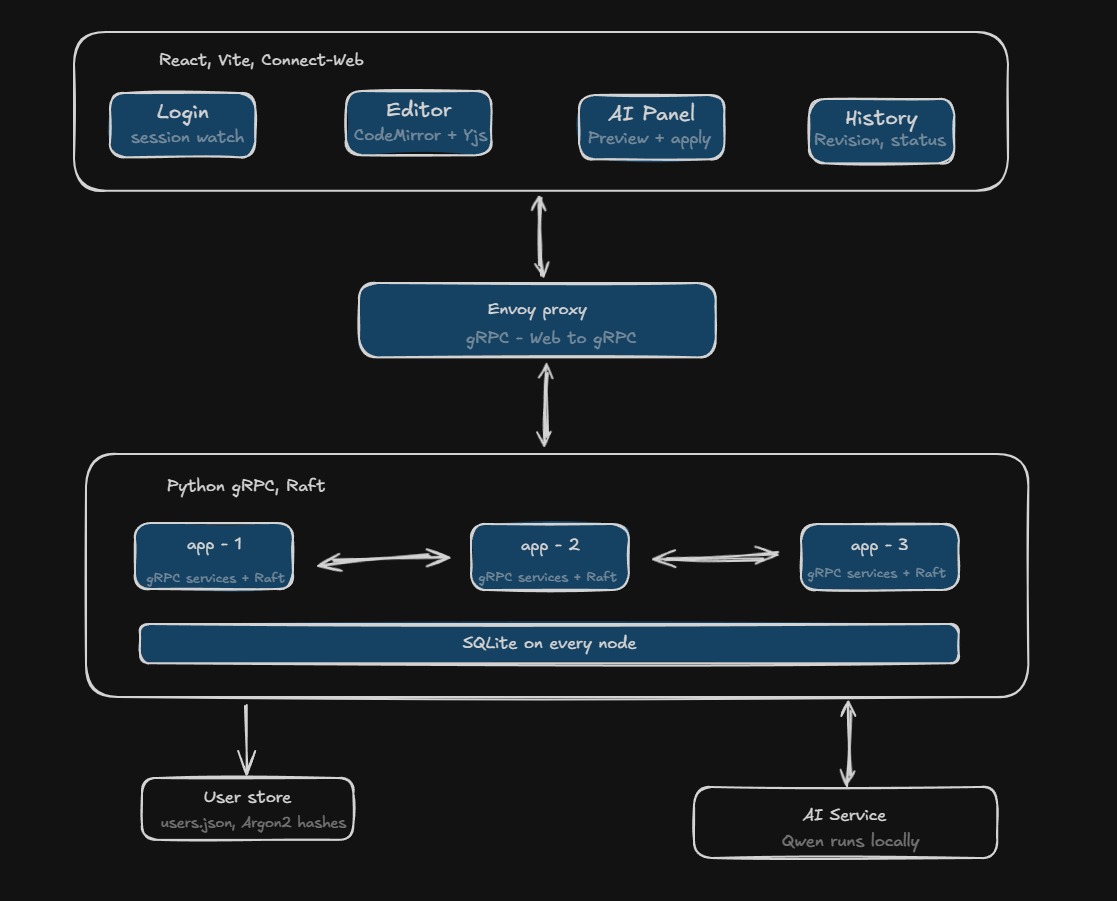 React, Vite, Connect-Web
Login
session watch
Editor
CodeMirror + Yjs
AI Panel
Preview + apply
History
Revision, status
Envoy proxy
gRPC - Web to gRPC
Python gRPC, Raft
app - 1
gRPC services + Raft
app - 2
gRPC services + Raft
app - 3
gRPC services + Raft
SQLite on every node
User store
users.json, Argon2 hashes
AI Service
Qwen runs locally